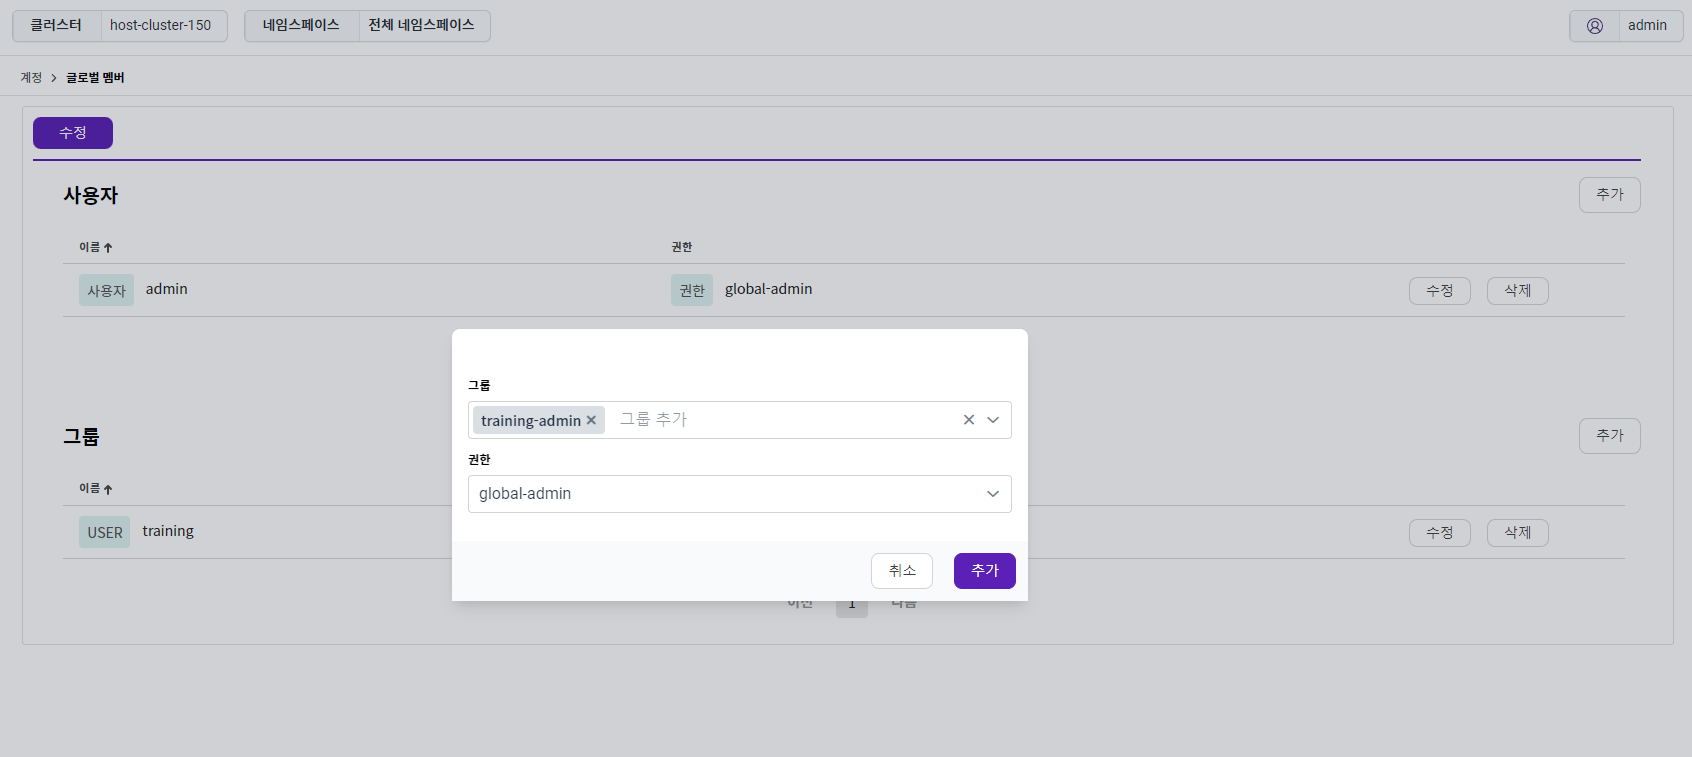 클러스터 host-cluster-150 네임스페이스 전체 네임스페이스 admin
계정 > 글로벌 멤버
수정
사용자 추가
이름 권한
사용자 admin 권한 global-admin 수정 삭제
그룹
training-admin 그룹 추가
권한
global-admin
취소 추가
그룹 추가
이름
USER training 수정 삭제
이전 1 다음